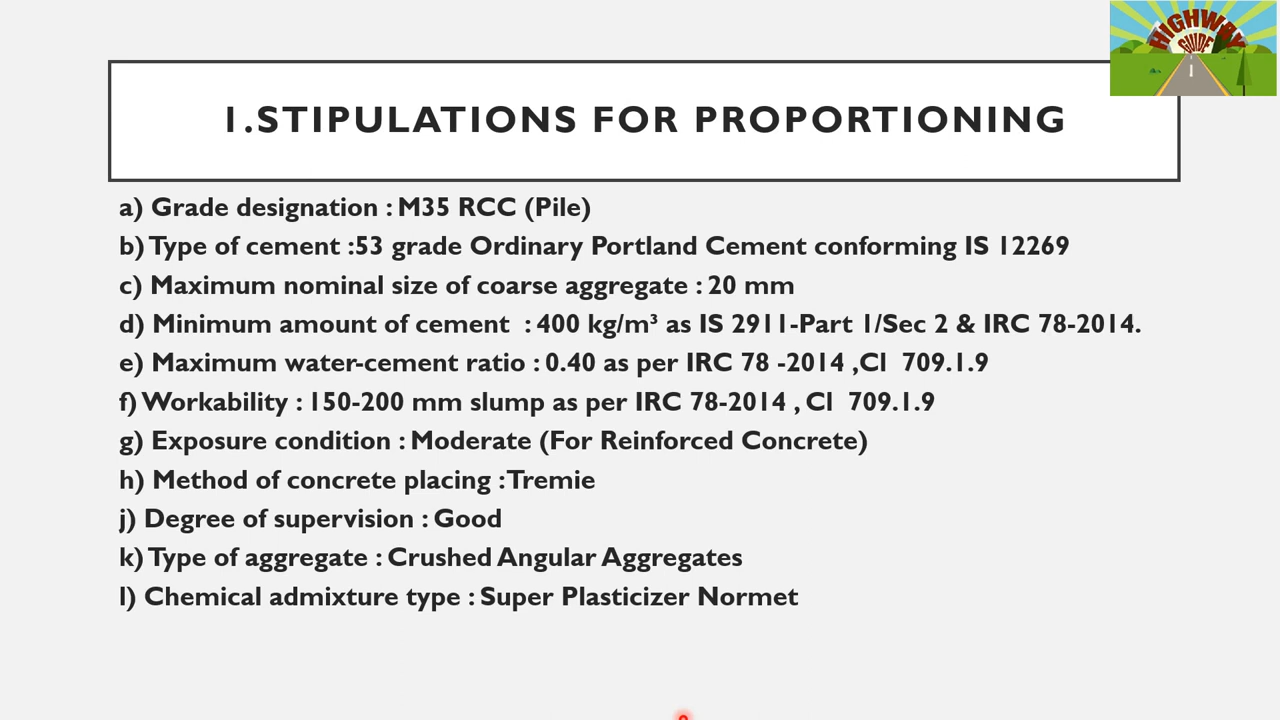 HIGHWAY
GUIDE
1.STIPULATIONS FOR PROPORTIONING
a) Grade designation : M35 RCC (Pile)
b) Type of cement :53 grade Ordinary Portland Cement conforming IS 12269
c) Maximum nominal size of coarse aggregate : 20 mm
d) Minimum amount of cement  : 400 kg/m³ as IS 2911-Part 1/Sec 2 & IRC 78-2014.
e) Maximum water-cement ratio : 0.40 as per IRC 78 -2014 ,Cl  709.1.9
f) Workability : 150-200 mm slump as per IRC 78-2014 , Cl  709.1.9
g) Exposure condition : Moderate (For Reinforced Concrete)
h) Method of concrete placing : Tremie
j) Degree of supervision : Good
k) Type of aggregate : Crushed Angular Aggregates
l) Chemical admixture type : Super Plasticizer Normet